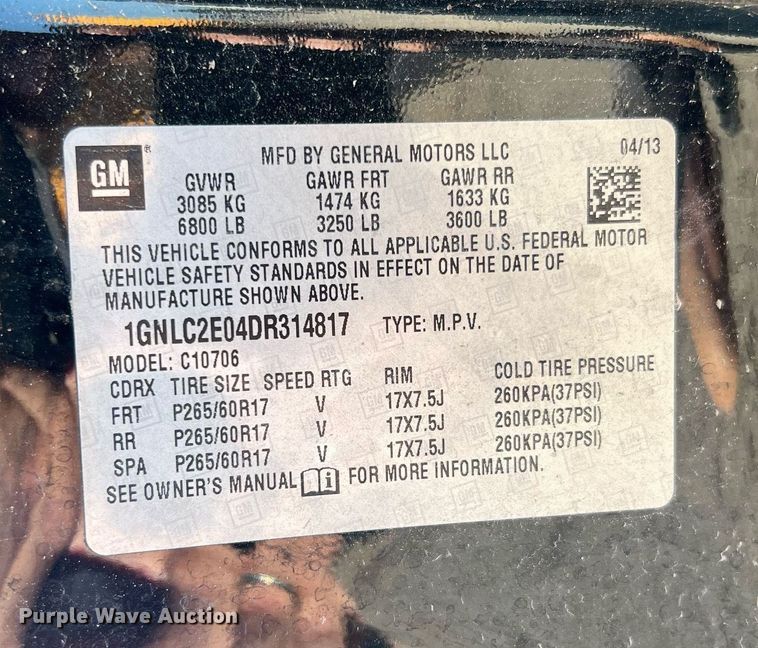 GM ® MFD BY GENERAL MOTORS LLC 04/13
GVWR GAWR FRT GAWR RR
3085 KG 1474 KG 1633 KG
6800 LB 3250 LB 3600 LB
THIS VEHICLE CONFORMS TO ALL APPLICABLE U.S. FEDERAL MOTOR
VEHICLE SAFETY STANDARDS IN EFFECT ON THE DATE OF
MANUFACTURE SHOWN ABOVE.
1GNLC2E04DR314817 TYPE: M.P.V.
MODEL: C10706
CDRX TIRE SIZE SPEED RTG RIM COLD TIRE PRESSURE
FRT P265/60R17 V 17X7.5J 260KPA(37PSI)
RR P265/60R17 V 17X7.5J 260KPA(37PSI)
SPA P265/60R17 V 17X7.5J 260KPA(37PSI)
SEE OWNER'S MANUAL i FOR MORE INFORMATION.
Purple Wave Auction